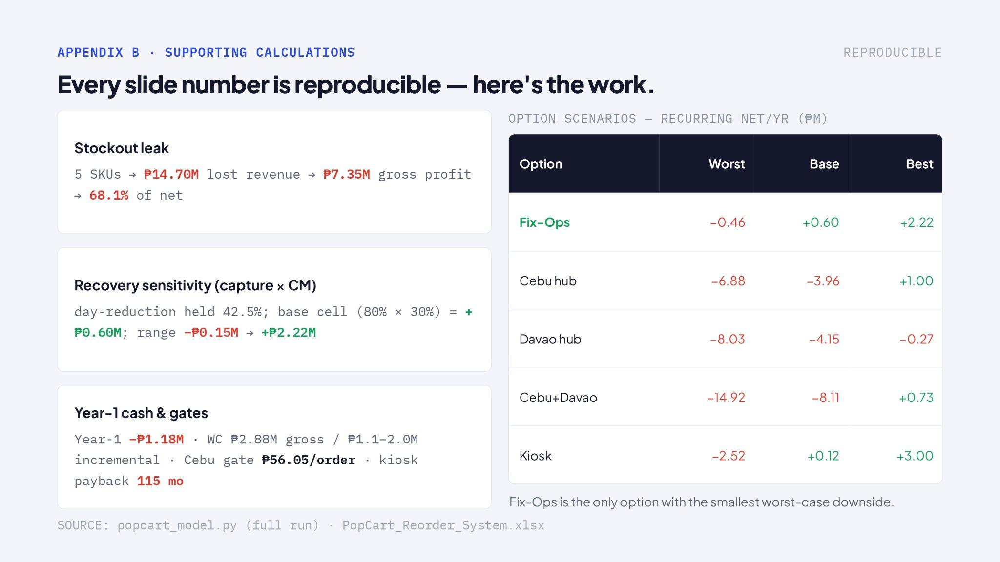 APPENDIX B · SUPPORTING CALCULATIONS
REPRODUCIBLE
Every slide number is reproducible — here's the work.
Stockout leak
5 SKUs → ₱14.70M lost revenue → ₱7.35M gross profit
→ 68.1% of net
Recovery sensitivity (capture × CM)
day-reduction held 42.5%; base cell (80% × 30%) = +
₱0.60M; range −₱0.15M → +₱2.22M
Year-1 cash & gates
Year-1 −₱1.18M · WC ₱2.88M gross / ₱1.1–2.0M
incremental · Cebu gate ₱56.05/order · kiosk
payback 115 mo
OPTION SCENARIOS — RECURRING NET/YR (₱M)
Option Worst Base Best
Fix-Ops −0.46 +0.60 +2.22
Cebu hub −6.88 −3.96 +1.00
Davao hub −8.03 −4.15 −0.27
Cebu+Davao −14.92 −8.11 +0.73
Kiosk −2.52 +0.12 +3.00
Fix-Ops is the only option with the smallest worst-case downside.
SOURCE: popcart_model.py (full run) · PopCart_Reorder_System.xlsx